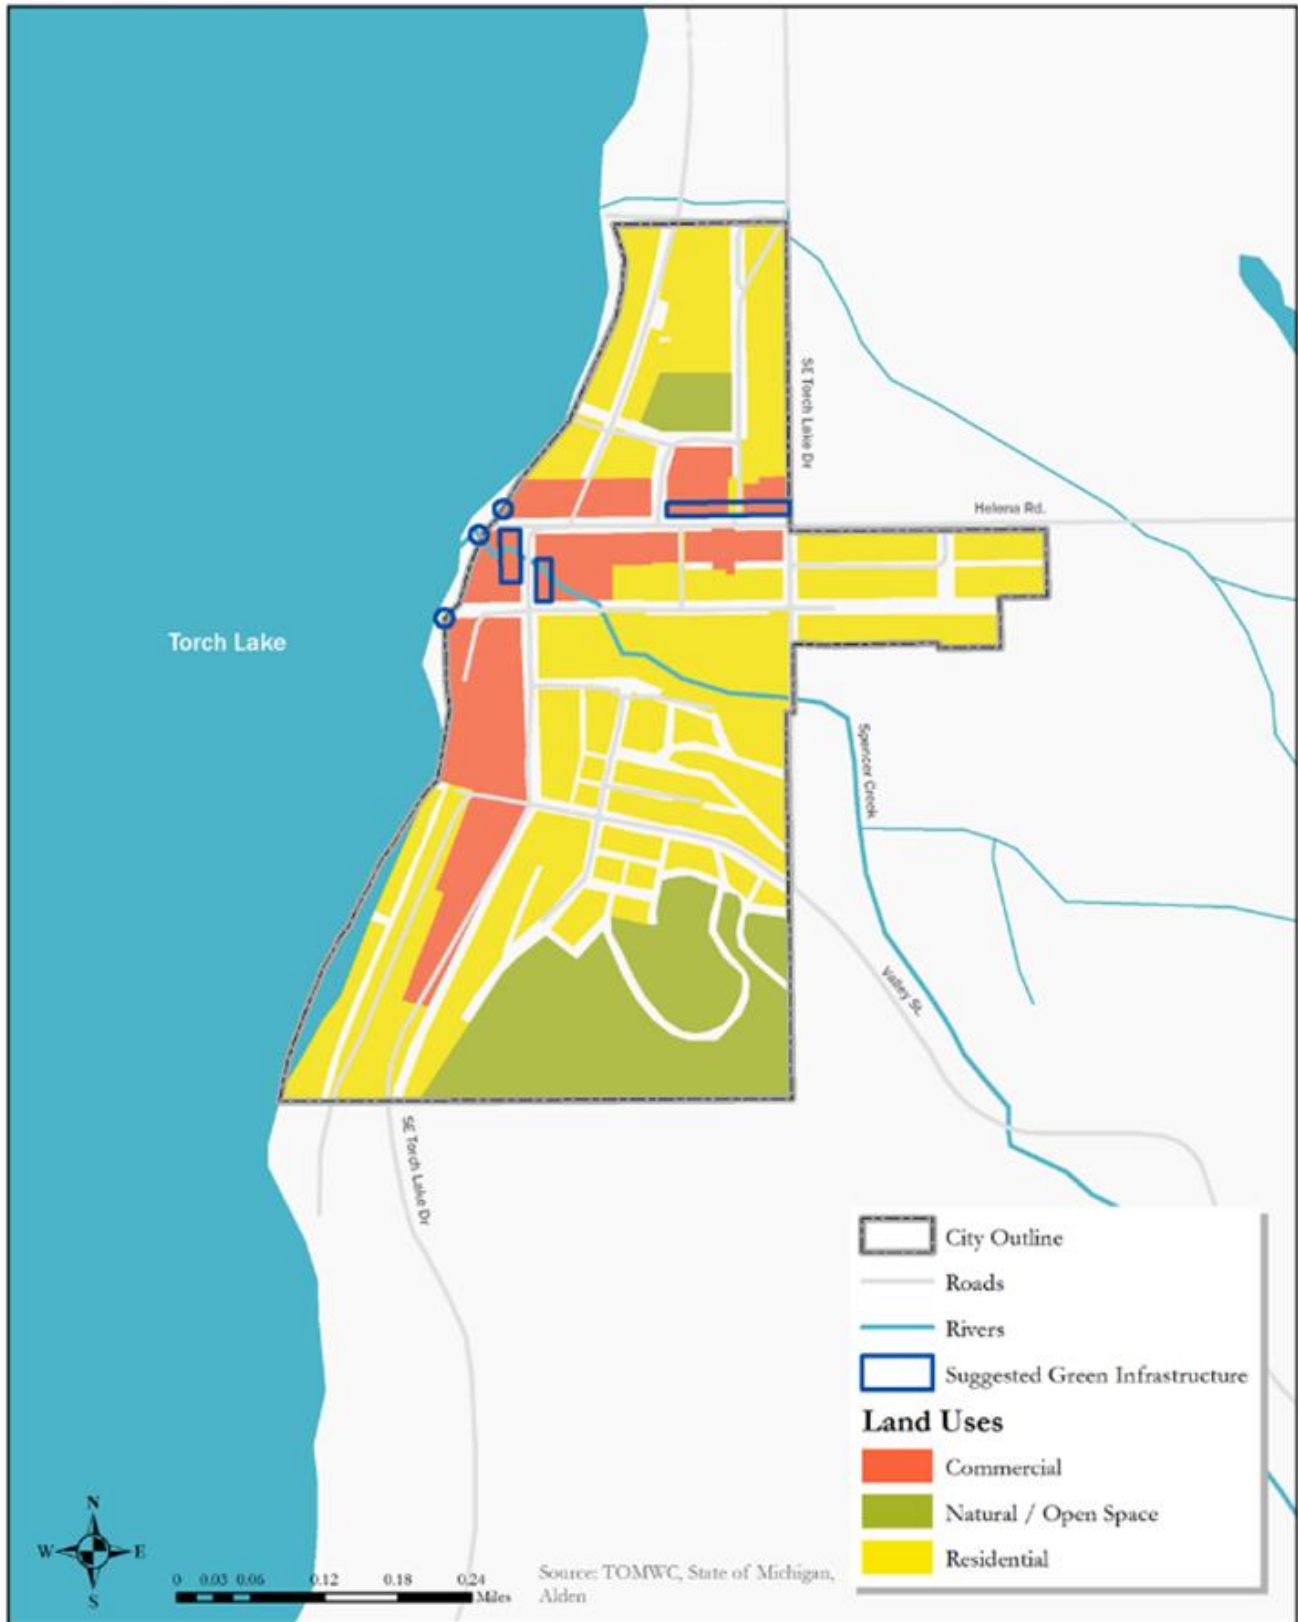 SE Torch Lake Dr
Helena Rd.
Torch Lake
Spencer Creek
Valley St.
SE Torch Lake Dr
City Outline
Roads
Rivers
Suggested Green Infrastructure
Land Uses
Commercial
Natural / Open Space
Residential
N
W E
S
0 0.03 0.06 0.12 0.18 0.24
Miles
Source: TOMWC, State of Michigan,
Alden